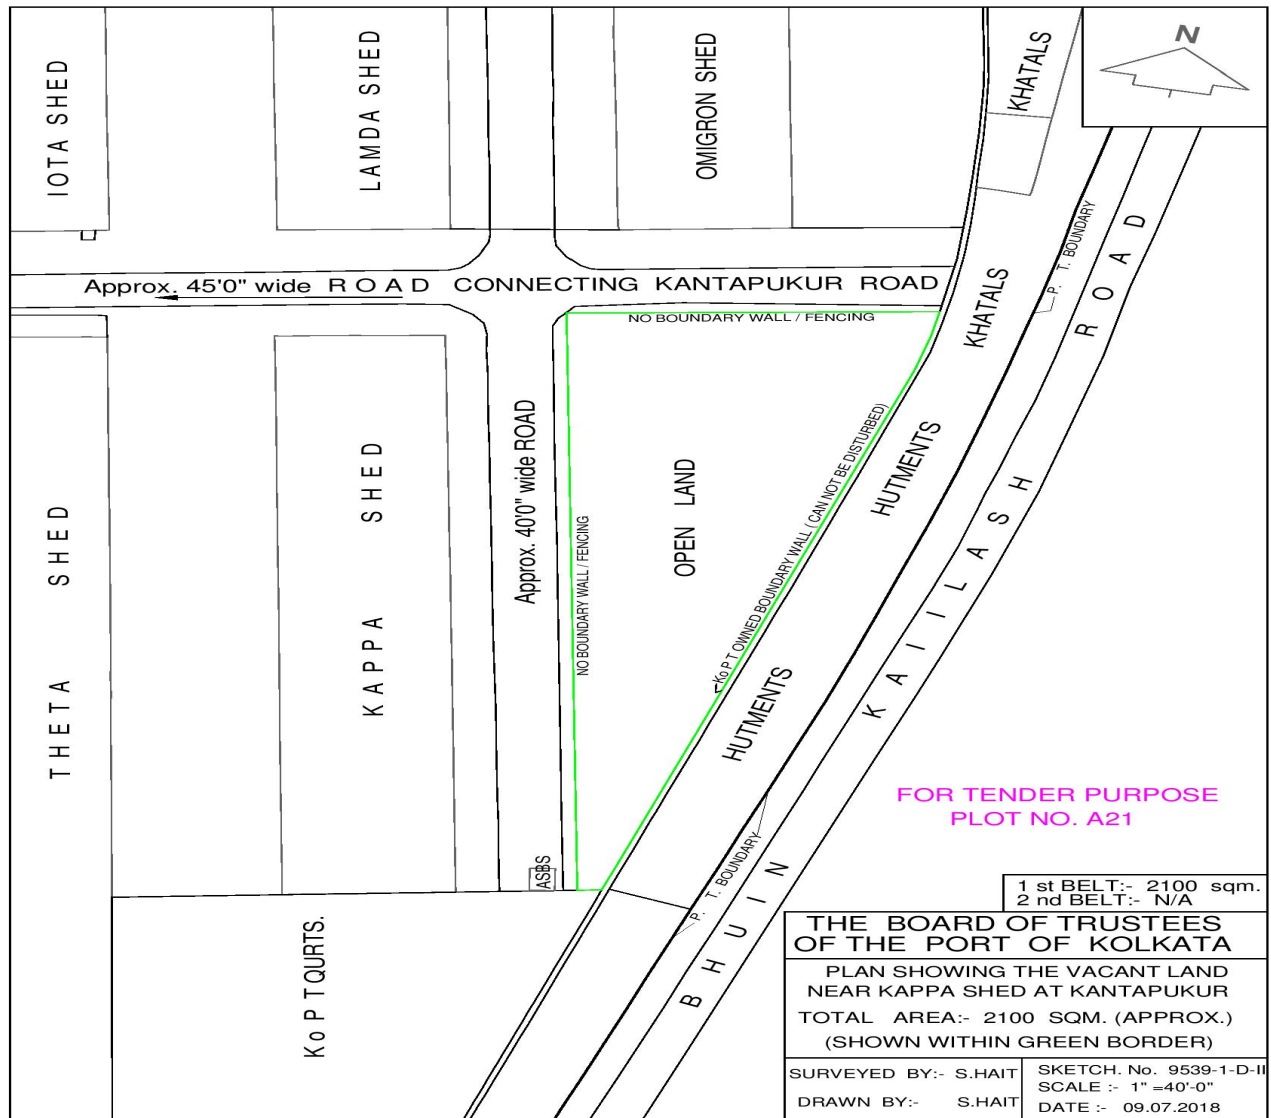 N
IOTA SHED
LAMDA SHED
OMIGRON SHED
KHATALS
Approx. 45'0" wide ROAD CONNECTING KANTAPUKUR ROAD
NO BOUNDARY WALL / FENCING
KHATALS
P. T. BOUNDARY
THETA SHED
KAPPA SHED
Approx. 40'0" wide ROAD
NO BOUNDARY WALL / FENCING
OPEN LAND
KoPT OWNED BOUNDARY WALL ( CAN NOT BE DISTURBED)
HUTMENTS
HUTMENTS
BHUIN KAIILASH ROAD
P. T. BOUNDARY
ASBS
KoPTQURTS.
FOR TENDER PURPOSE
PLOT NO. A21
1 st BELT:- 2100 sqm.
2 nd BELT:- N/A
THE BOARD OF TRUSTEES
OF THE PORT OF KOLKATA
PLAN SHOWING THE VACANT LAND
NEAR KAPPA SHED AT KANTAPUKUR
TOTAL AREA:- 2100 SQM. (APPROX.)
(SHOWN WITHIN GREEN BORDER)
SURVEYED BY:- S.HAIT
DRAWN BY:- S.HAIT
SKETCH. No. 9539-1-D-II
SCALE :- 1" =40'-0"
DATE :- 09.07.2018